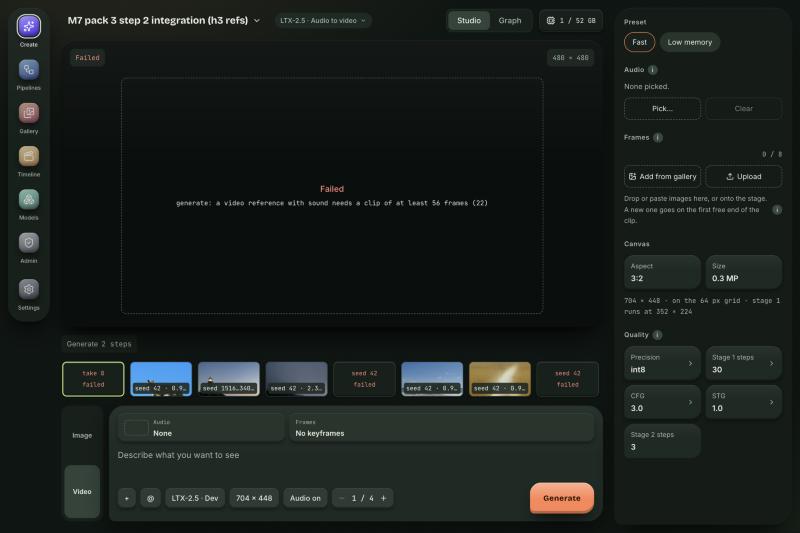 M7 pack 3 step 2 integration (h3 refs)
LTX-2.5 · Audio to video
Studio
Graph
1 / 52 GB
Create
Pipelines
Gallery
Timeline
Models
Admin
Settings
Failed
480 × 480
Failed
generate: a video reference with sound needs a clip of at least 56 frames (22)
Generate 2 steps
take 8
failed
seed 42 · 0.9…
seed 1516…340…
seed 42 · 2.3…
seed 42
failed
seed 42 · 0.9…
seed 42 · 0.9…
seed 42
failed
Image
Video
Audio
None
Frames
No keyframes
Describe what you want to see
+
@
LTX-2.5 · Dev
704 × 448
Audio on
− 1 / 4 +
Generate
Preset
Fast
Low memory
Audio i
None picked.
Pick...
Clear
Frames i
0 / 8
Add from gallery
Upload
Drop or paste images here, or onto the stage.
A new one goes on the first free end of the
clip.
i
Canvas
Aspect
3:2
Size
0.3 MP
704 × 448 · on the 64 px grid · stage 1
runs at 352 × 224
Quality i
Precision
int8
Stage 1 steps
30
CFG
3.0
STG
1.0
Stage 2 steps
3